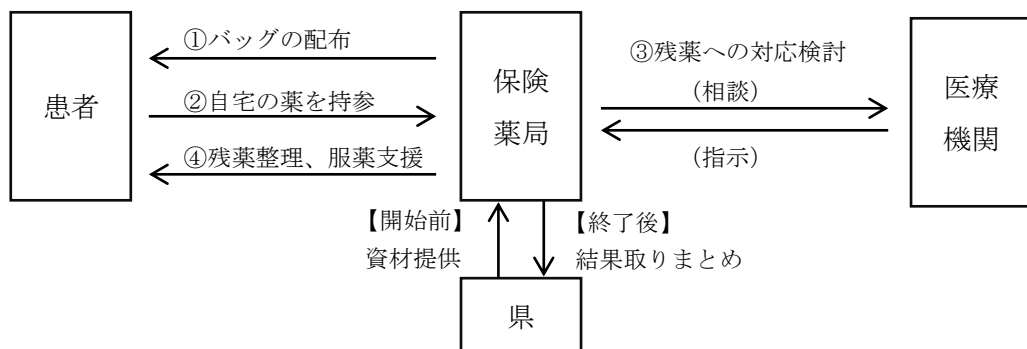 患者
①バッグの配布
②自宅の薬を持参
④残薬整理、服薬支援
保険
薬局
③残薬への対応検討
(相談)
(指示)
医療
機関
【開始前】
資材提供
【終了後】
結果取りまとめ
県